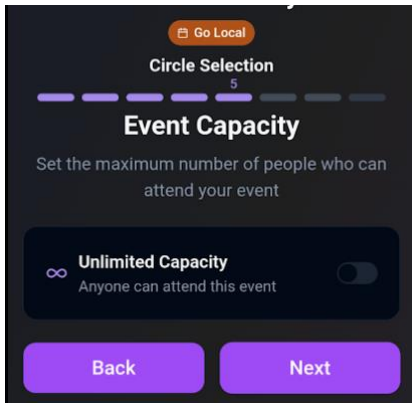 Go Local
Circle Selection
5
Event Capacity
Set the maximum number of people who can
attend your event
Unlimited Capacity
Anyone can attend this event
Back
Next